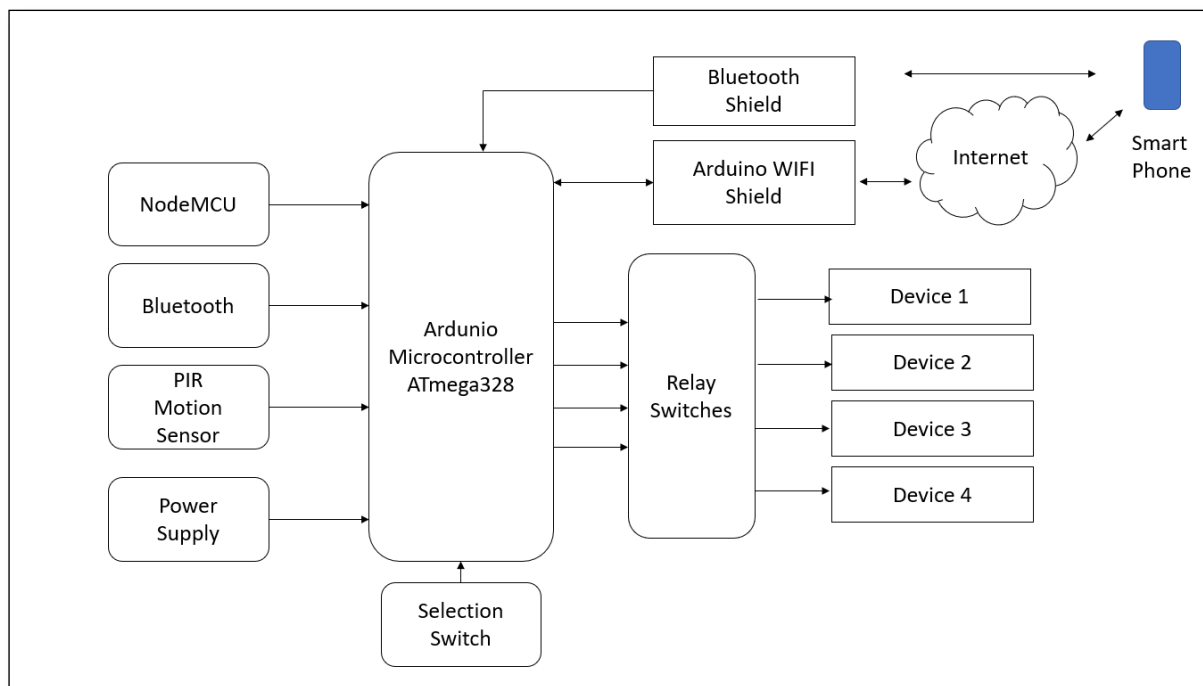 Bluetooth
Shield
Arduino WIFI
Shield
Internet
Smart
Phone
NodeMCU
Bluetooth
PIR
Motion
Sensor
Power
Supply
Ardunio
Microcontroller
ATmega328
Selection
Switch
Relay
Switches
Device 1
Device 2
Device 3
Device 4